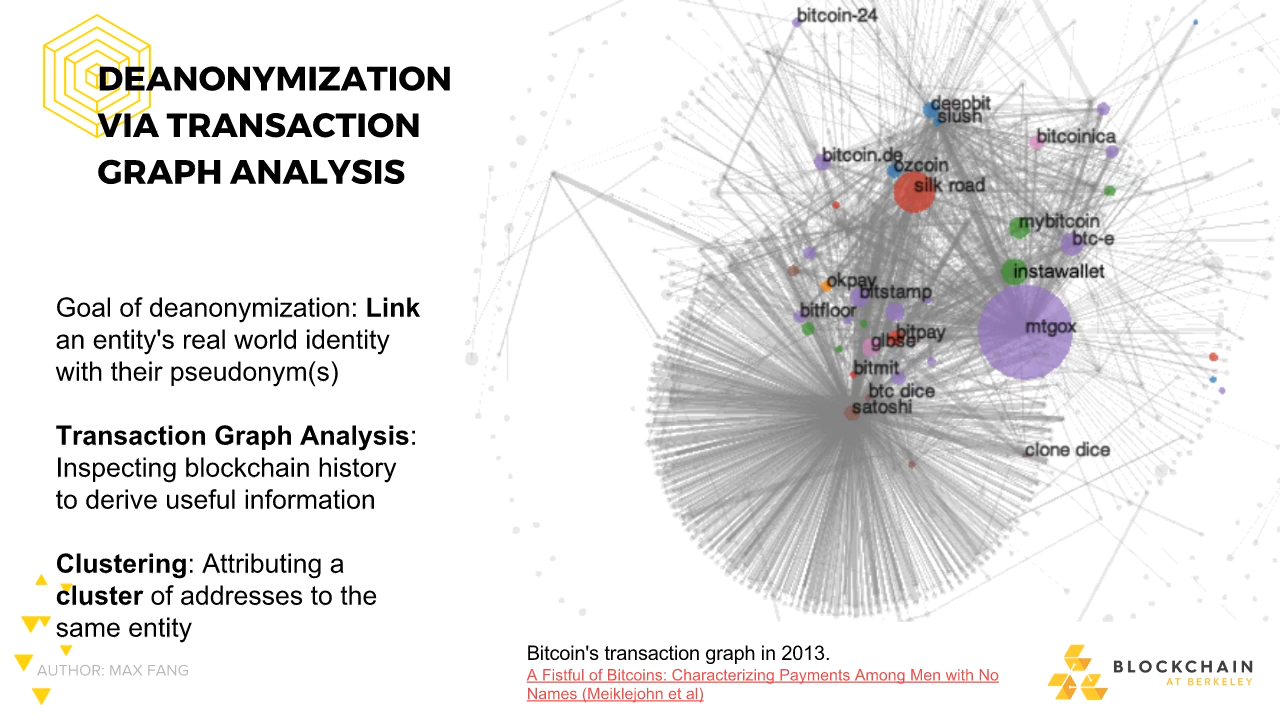 DEANONYMIZATION
VIA TRANSACTION
GRAPH ANALYSIS
Goal of deanonymization: Link
an entity's real world identity
with their pseudonym(s)
Transaction Graph Analysis:
Inspecting blockchain history
to derive useful information
Clustering: Attributing a
cluster of addresses to the
same entity
AUTHOR: MAX FANG
bitcoin-24
deepbit
slush
bitcoinica
bitcoin.de
ozcoin
silk road
mybitcoin
btc-e
instawallet
okpay
bitstamp
bitfloor
mtgox
bitpay
glbse
bitmit
btc dice
satoshi
clone dice
Bitcoin's transaction graph in 2013.
A Fistful of Bitcoins: Characterizing Payments Among Men with No
Names (Meiklejohn et al)
BLOCKCHAIN
AT BERKELEY